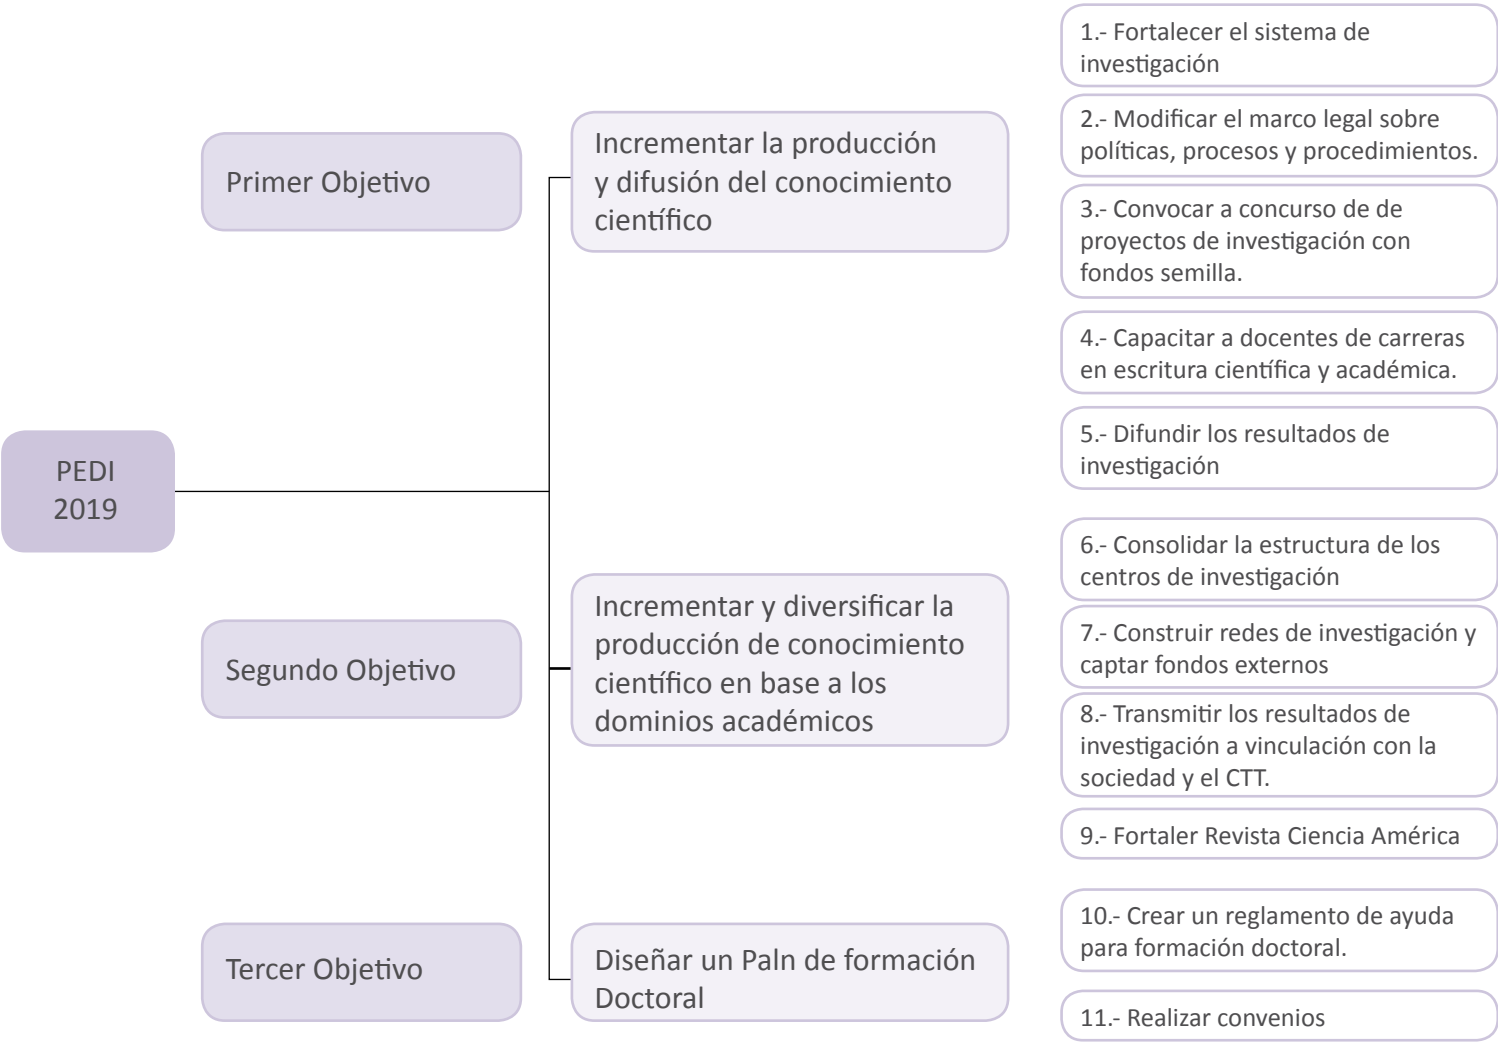 PEDI
2019
Primer Objetivo
Incrementar la producción
y difusión del conocimiento
científico
1.- Fortalecer el sistema de
investigación
2.- Modificar el marco legal sobre
políticas, procesos y procedimientos.
3.- Convocar a concurso de de
proyectos de investigación con
fondos semilla.
4.- Capacitar a docentes de carreras
en escritura científica y académica.
5.- Difundir los resultados de
investigación
Segundo Objetivo
Incrementar y diversificar la
producción de conocimiento
científico en base a los
dominios académicos
6.- Consolidar la estructura de los
centros de investigación
7.- Construir redes de investigación y
captar fondos externos
8.- Transmitir los resultados de
investigación a vinculación con la
sociedad y el CTT.
9.- Fortaler Revista Ciencia América
Tercer Objetivo
Diseñar un Paln de formación
Doctoral
10.- Crear un reglamento de ayuda
para formación doctoral.
11.- Realizar convenios